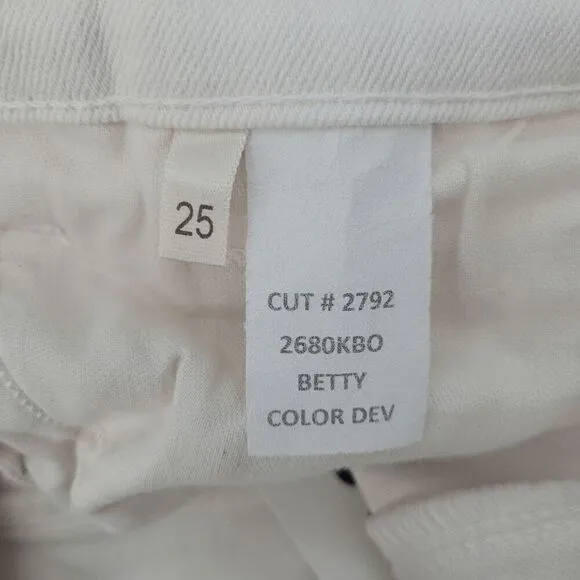 25
CUT # 2792
2680KBO
BETTY
COLOR DEV